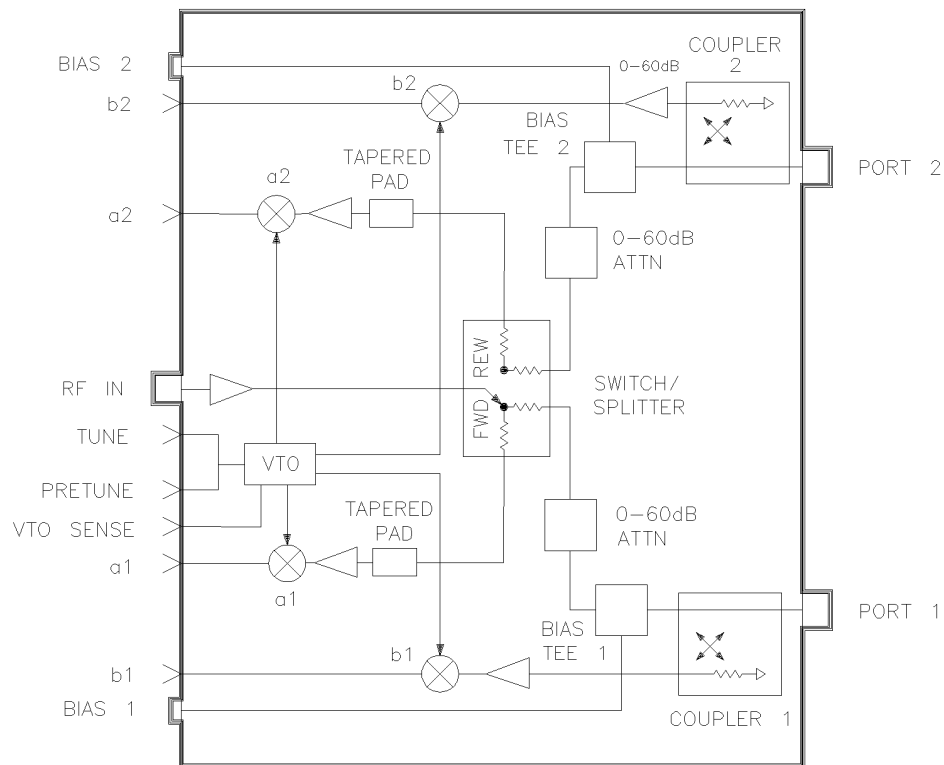 BIAS 2
0-60dB
COUPLER
2
b2
b2
BIAS
TEE 2
TAPERED
PAD
a2
PORT 2
a2
0-60dB
ATTN
REW
SWITCH/
SPLITTER
RF IN
FWD
TUNE
VTO
PRETUNE
TAPERED
PAD
0-60dB
ATTN
VTO SENSE
a1
a1
PORT 1
BIAS
TEE 1
b1
b1
BIAS 1
COUPLER 1